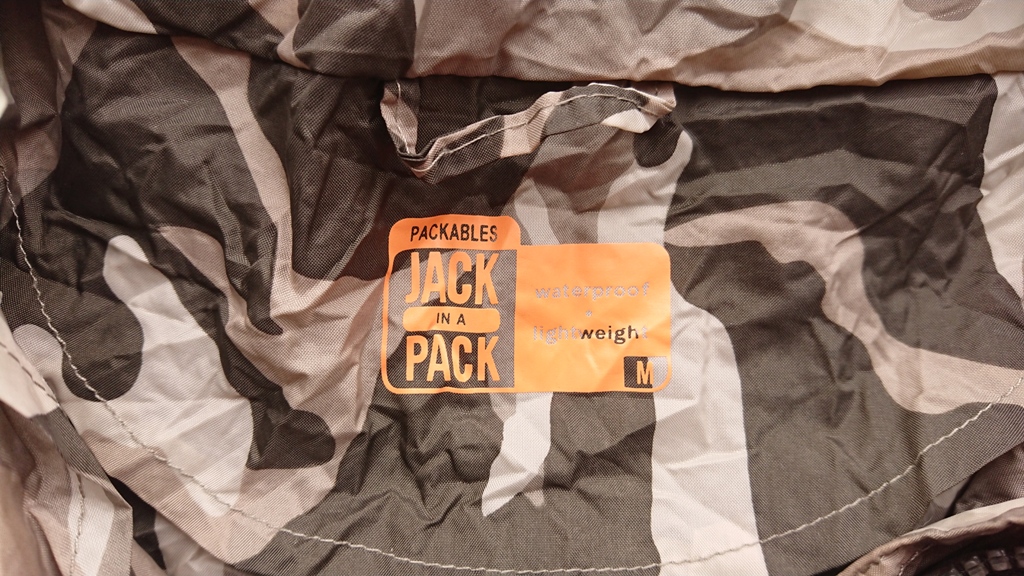 PACKABLES
JACK
IN A
PACK
waterproof
lightweight
M